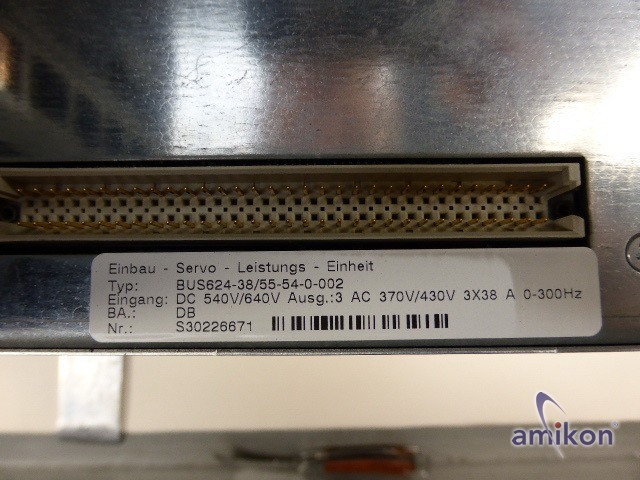 Einbau - Servo - Leistungs - Einheit
Typ: BUS624-38/55-54-0-002
Eingang: DC 540V/640V Ausg.:3 AC 370V/430V 3X38 A 0-300Hz
BA.: DB
Nr.: S30226671
amikon®